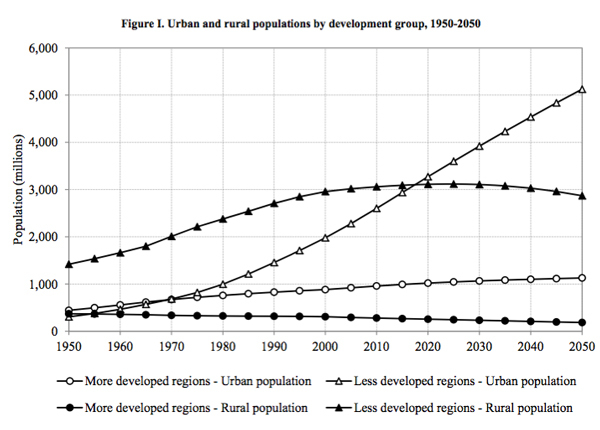 Figure I. Urban and rural populations by development group, 1950-2050
6,000
5,000
4,000
3,000
2,000
1,000
0
Population (millions)
1950 1960 1970 1980 1990 2000 2010 2020 2030 2040 2050
More developed regions - Urban population Less developed regions - Urban population
More developed regions - Rural population Less developed regions - Rural population